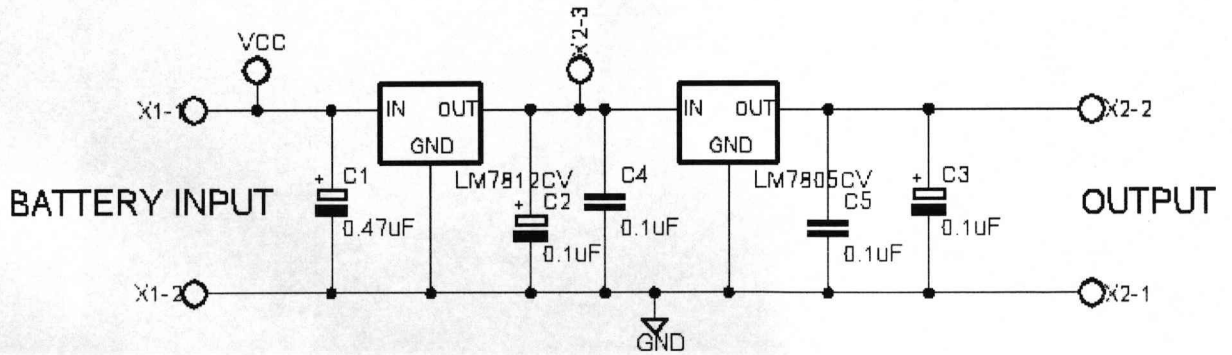 VCC
X2-3
X1-1
IN OUT
GND
IN OUT
GND
X2-2
BATTERY INPUT
+ C1
0.47uF
LM7812CV
+ C2
0.1uF
C4
0.1uF
LM7805CV
C5
0.1uF
+ C3
0.1uF
OUTPUT
X1-2
X2-1
GND